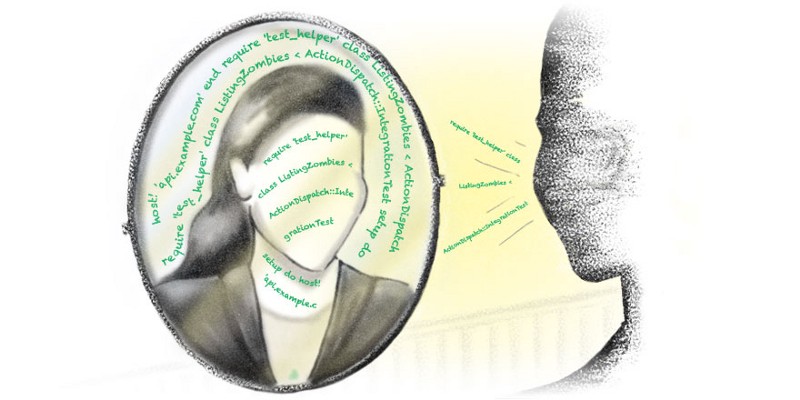 host! 'api.example.com' end require 'test_helper' class ListingZombies < ActionDispatch
require 'test_helper' class ListingZombies < ActionDispatch::IntegrationTest setup do
require 'test_helper'
class ListingZombies <
ActionDispatch::Inte
grationTest
setup do host!
'api.example.c
require 'test_helper' class
ListingZombies <
ActionDispatch::IntegrationTest